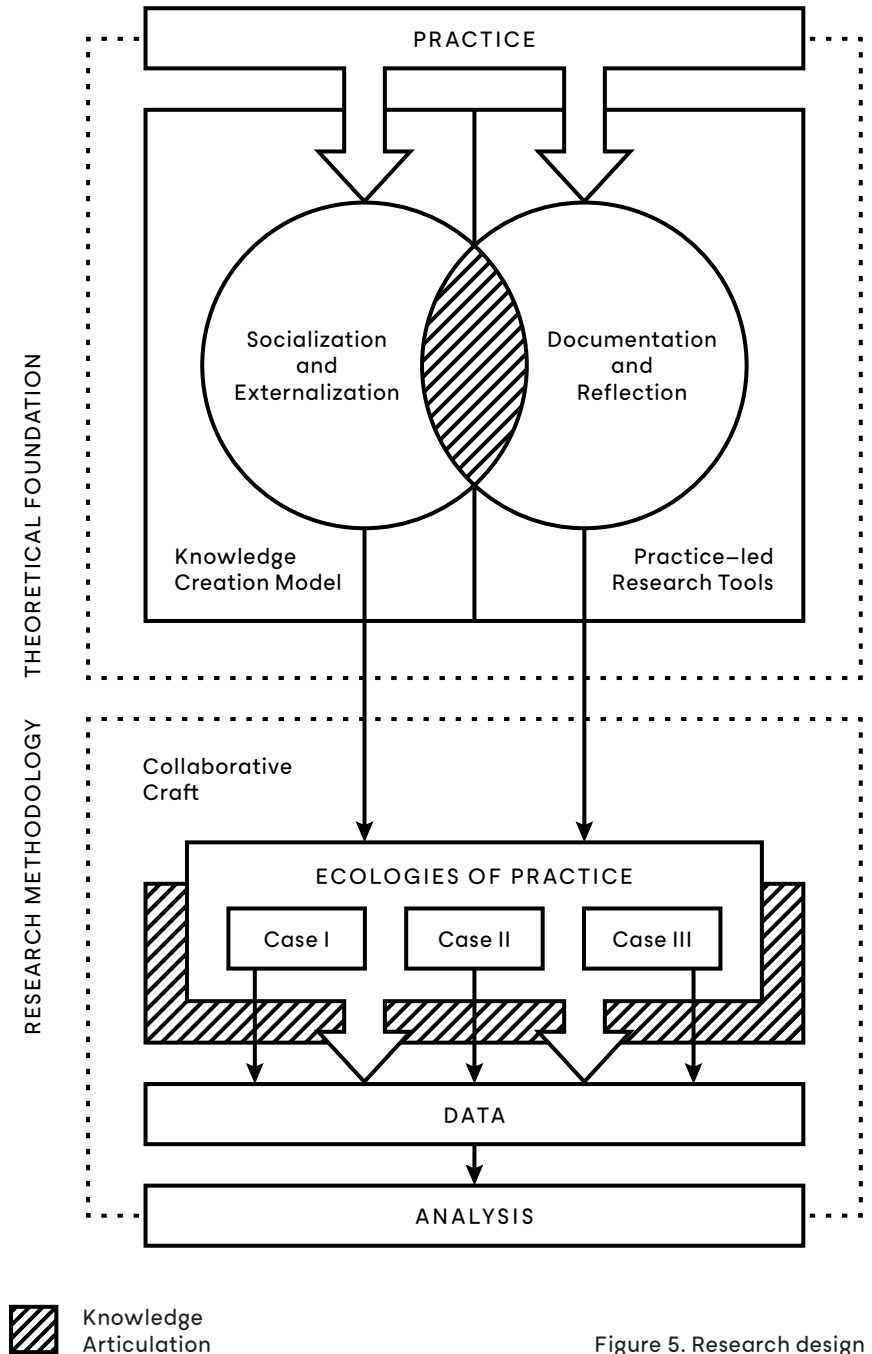 PRACTICE
Socialization
and
Externalization
Documentation
and
Reflection
Knowledge
Creation Model
Practice–led
Research Tools
THEORETICAL FOUNDATION
RESEARCH METHODOLOGY
Collaborative
Craft
ECOLOGIES OF PRACTICE
Case I
Case II
Case III
DATA
ANALYSIS
Knowledge
Articulation
Figure 5. Research design